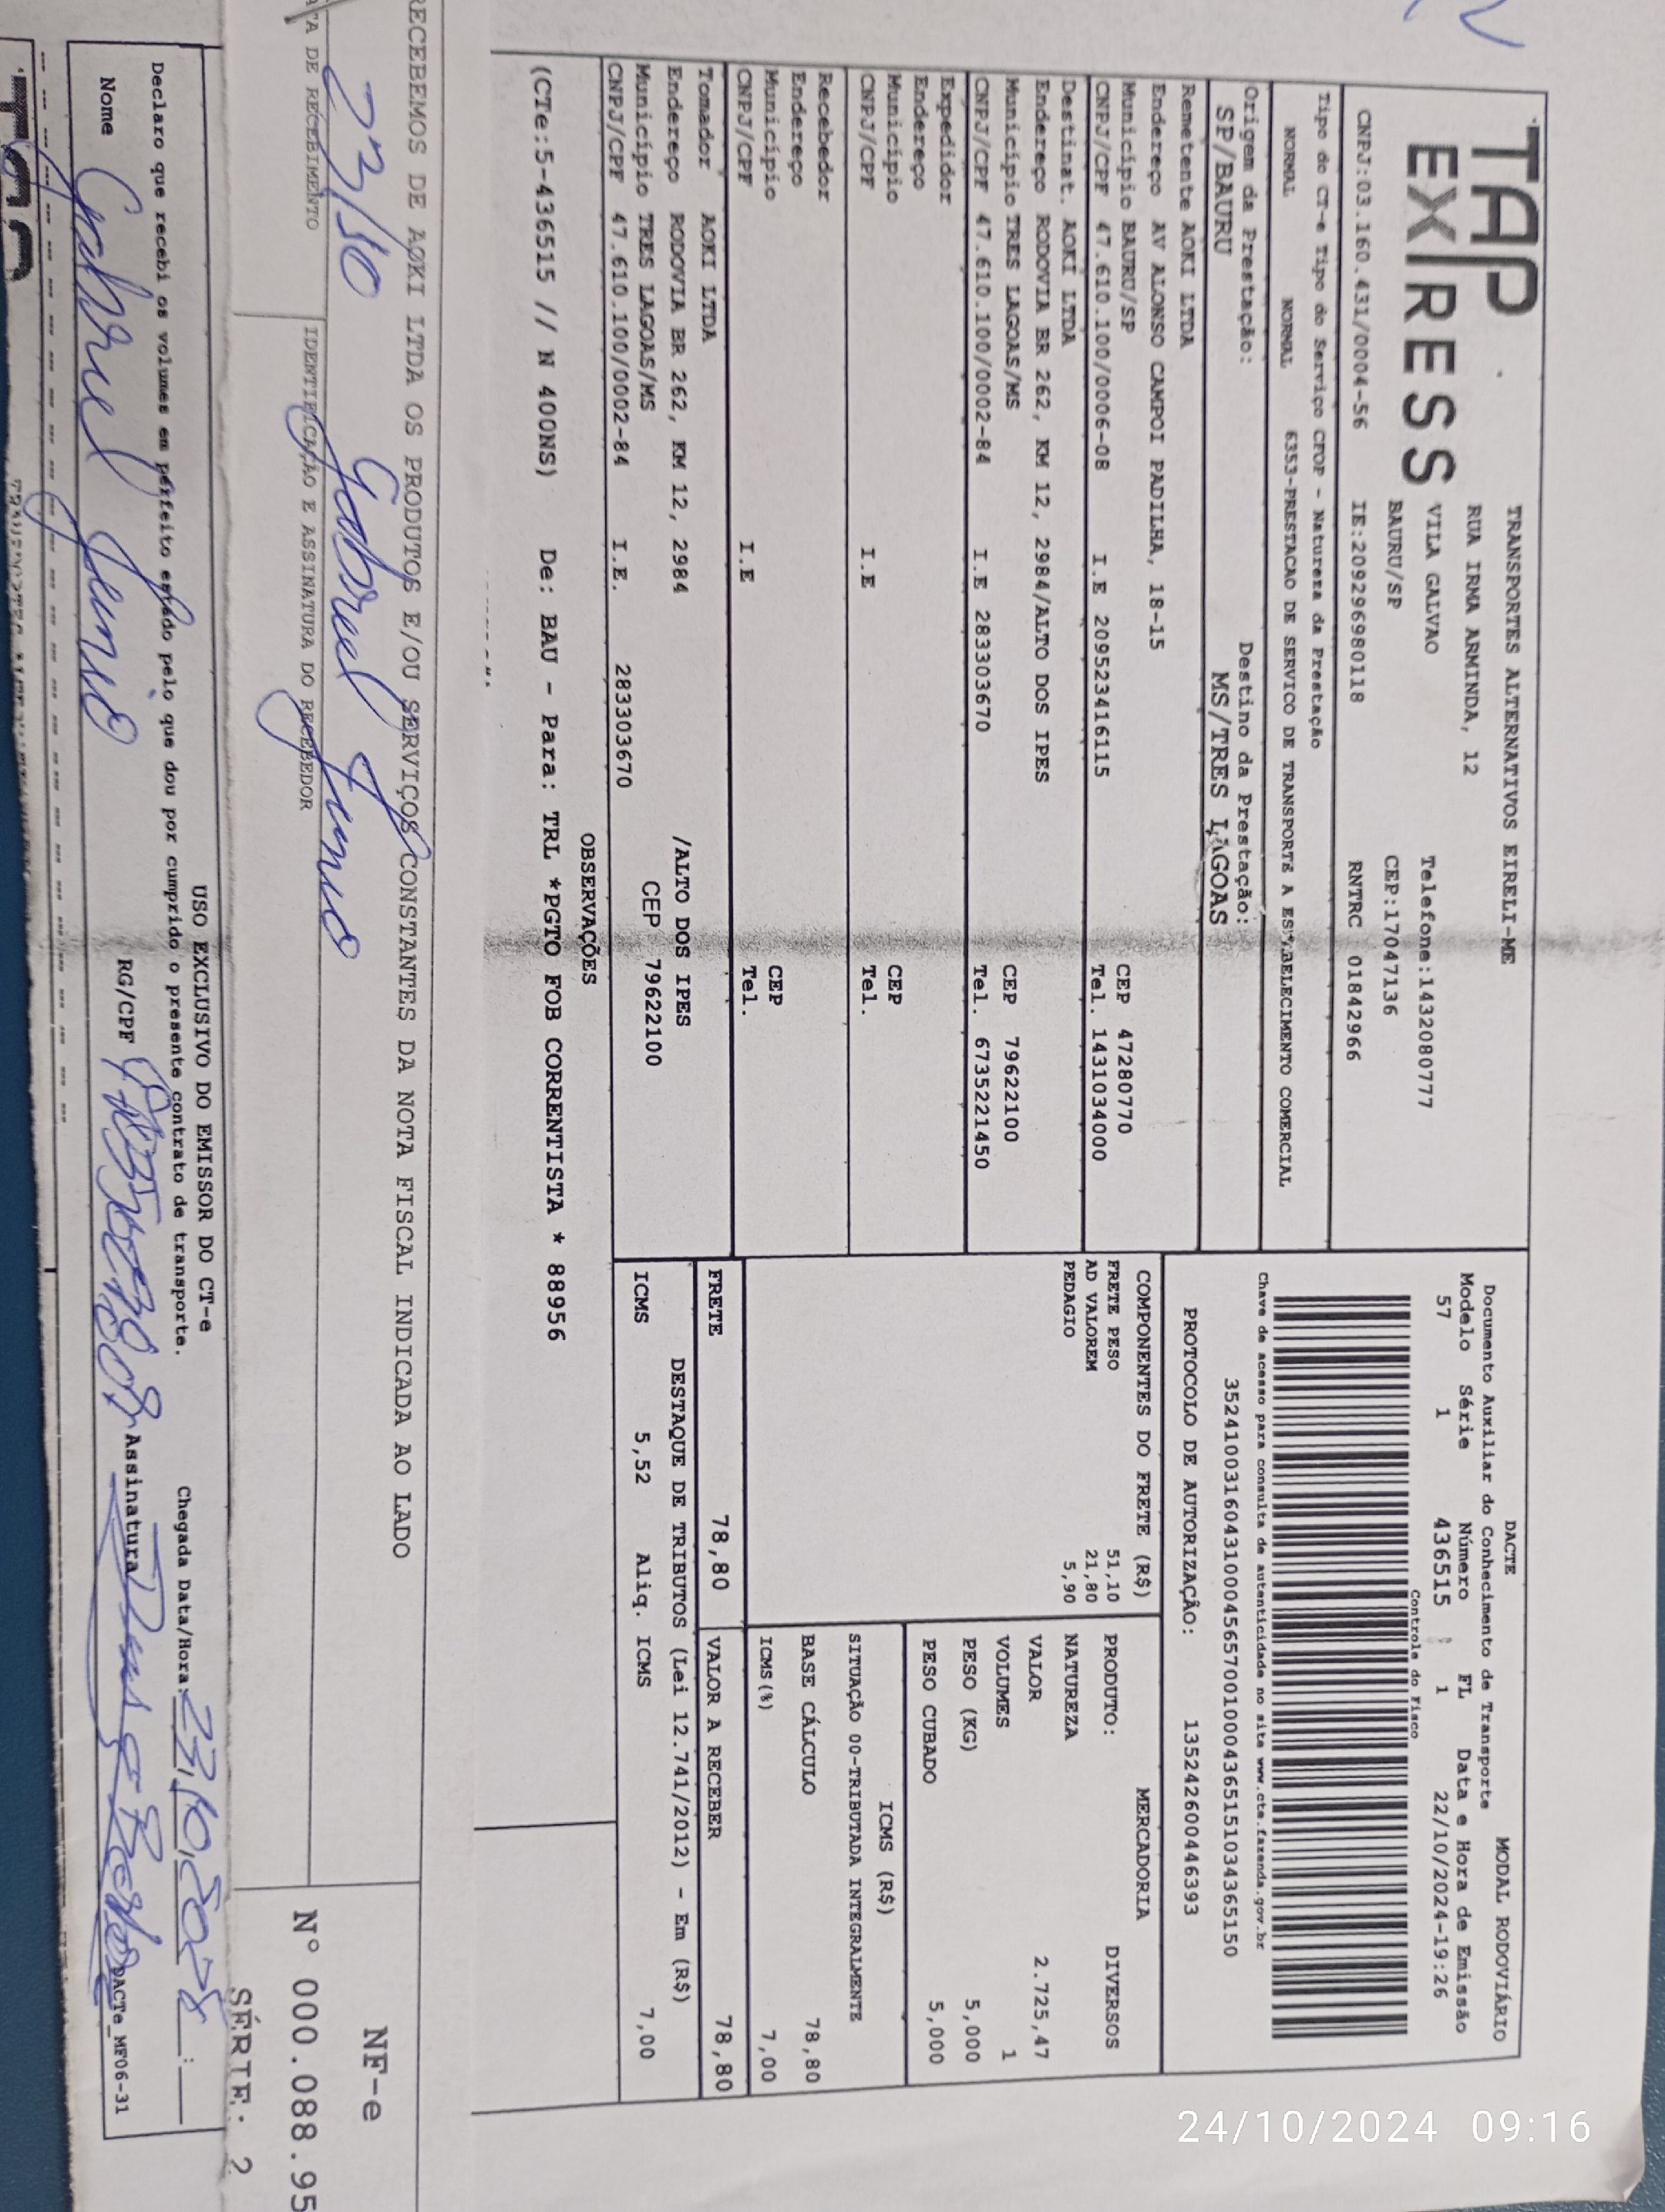 TAP
EXPRESS
TRANSPORTES ALTERNATIVOS EIRELI-ME
RUA IRMA ARMINDA, 12
VILA GALVAO Telefone:1432080777
BAURU/SP CEP:17047136
CNPJ:03.160.431/0004-56 IE:209296980118 RNTRC 01842966
DACTE MODAL RODOVIÁRIO
Documento Auxiliar do Conhecimento de Transporte
Modelo Série Número FL Data e Hora de Emissão
57 1 436515 1 22/10/2024-19:26
Controle do Fisco
Chave de acesso para consulta de autenticidade no site www.cte.fazenda.gov.br
35241003160431000456570010004365151034365150
PROTOCOLO DE AUTORIZAÇÃO: 135242600446393
Tipo do CT-e Tipo do Serviço CFOP - Natureza da Prestação
NORMAL NORMAL 6353-PRESTACAO DE SERVICO DE TRANSPORTE A ESTABELECIMENTO COMERCIAL
Origem da Prestação: Destino da Prestação:
SP/BAURU MS/TRES LAGOAS
Remetente AOKI LTDA
Endereço AV ALONSO CAMPOI PADILHA, 18-15
Município BAURU/SP CEP 47280770
CNPJ/CPF 47.610.100/0006-08 I.E 209523416115 Tel. 1431034000
Destinat. AOKI LTDA
Endereço RODOVIA BR 262, KM 12, 2984/ALTO DOS IPES
Município TRES LAGOAS/MS CEP 79622100
CNPJ/CPF 47.610.100/0002-84 I.E 283303670 Tel. 6735221450
Expedidor
Endereço
Município CEP
CNPJ/CPF I.E Tel.
Recebedor
Endereço
Município CEP
CNPJ/CPF I.E Tel.
Tomador AOKI LTDA
Endereço RODOVIA BR 262, KM 12, 2984 /ALTO DOS IPES
Município TRES LAGOAS/MS CEP 79622100
CNPJ/CPF 47.610.100/0002-84 I.E. 283303670
COMPONENTES DO FRETE (R$)
FRETE PESO 51,10
AD VALOREM 21,80
PEDAGIO 5,90
MERCADORIA
PRODUTO: DIVERSOS
NATUREZA
VALOR 2.725,47
VOLUMES 1
PESO (KG) 5,000
PESO CUBADO 5,000
ICMS (R$)
SITUAÇÃO 00-TRIBUTADA INTEGRALMENTE
BASE CÁLCULO 78,80
ICMS(%) 7,00
FRETE 78,80 VALOR A RECEBER 78,80
DESTAQUE DE TRIBUTOS (Lei 12.741/2012) - Em (R$)
ICMS 5,52 Aliq. ICMS 7,00
OBSERVAÇÕES
(CTe:5-436515 // N 400NS) De: BAU - Para: TRL *PGTO FOB CORRENTISTA * 88956
RECEBEMOS DE AOKI LTDA OS PRODUTOS E/OU SERVIÇOS CONSTANTES DA NOTA FISCAL INDICADA AO LADO
23/10 Gabriel Junio
DE RECEBIMENTO IDENTIFICAÇÃO E ASSINATURA DO RECEBEDOR
NF-e
Nº 000.088.95
SÉRIE: 2
USO EXCLUSIVO DO EMISSOR DO CT-e
Declaro que recebi os volumes em perfeito estado pelo que dou por cumprido o presente contrato de transporte.
Chegada Data/Hora:
Nome Gabriel Junio RG/CPF Assinatura
DACTe_MF06-31
24/10/2024 09:16